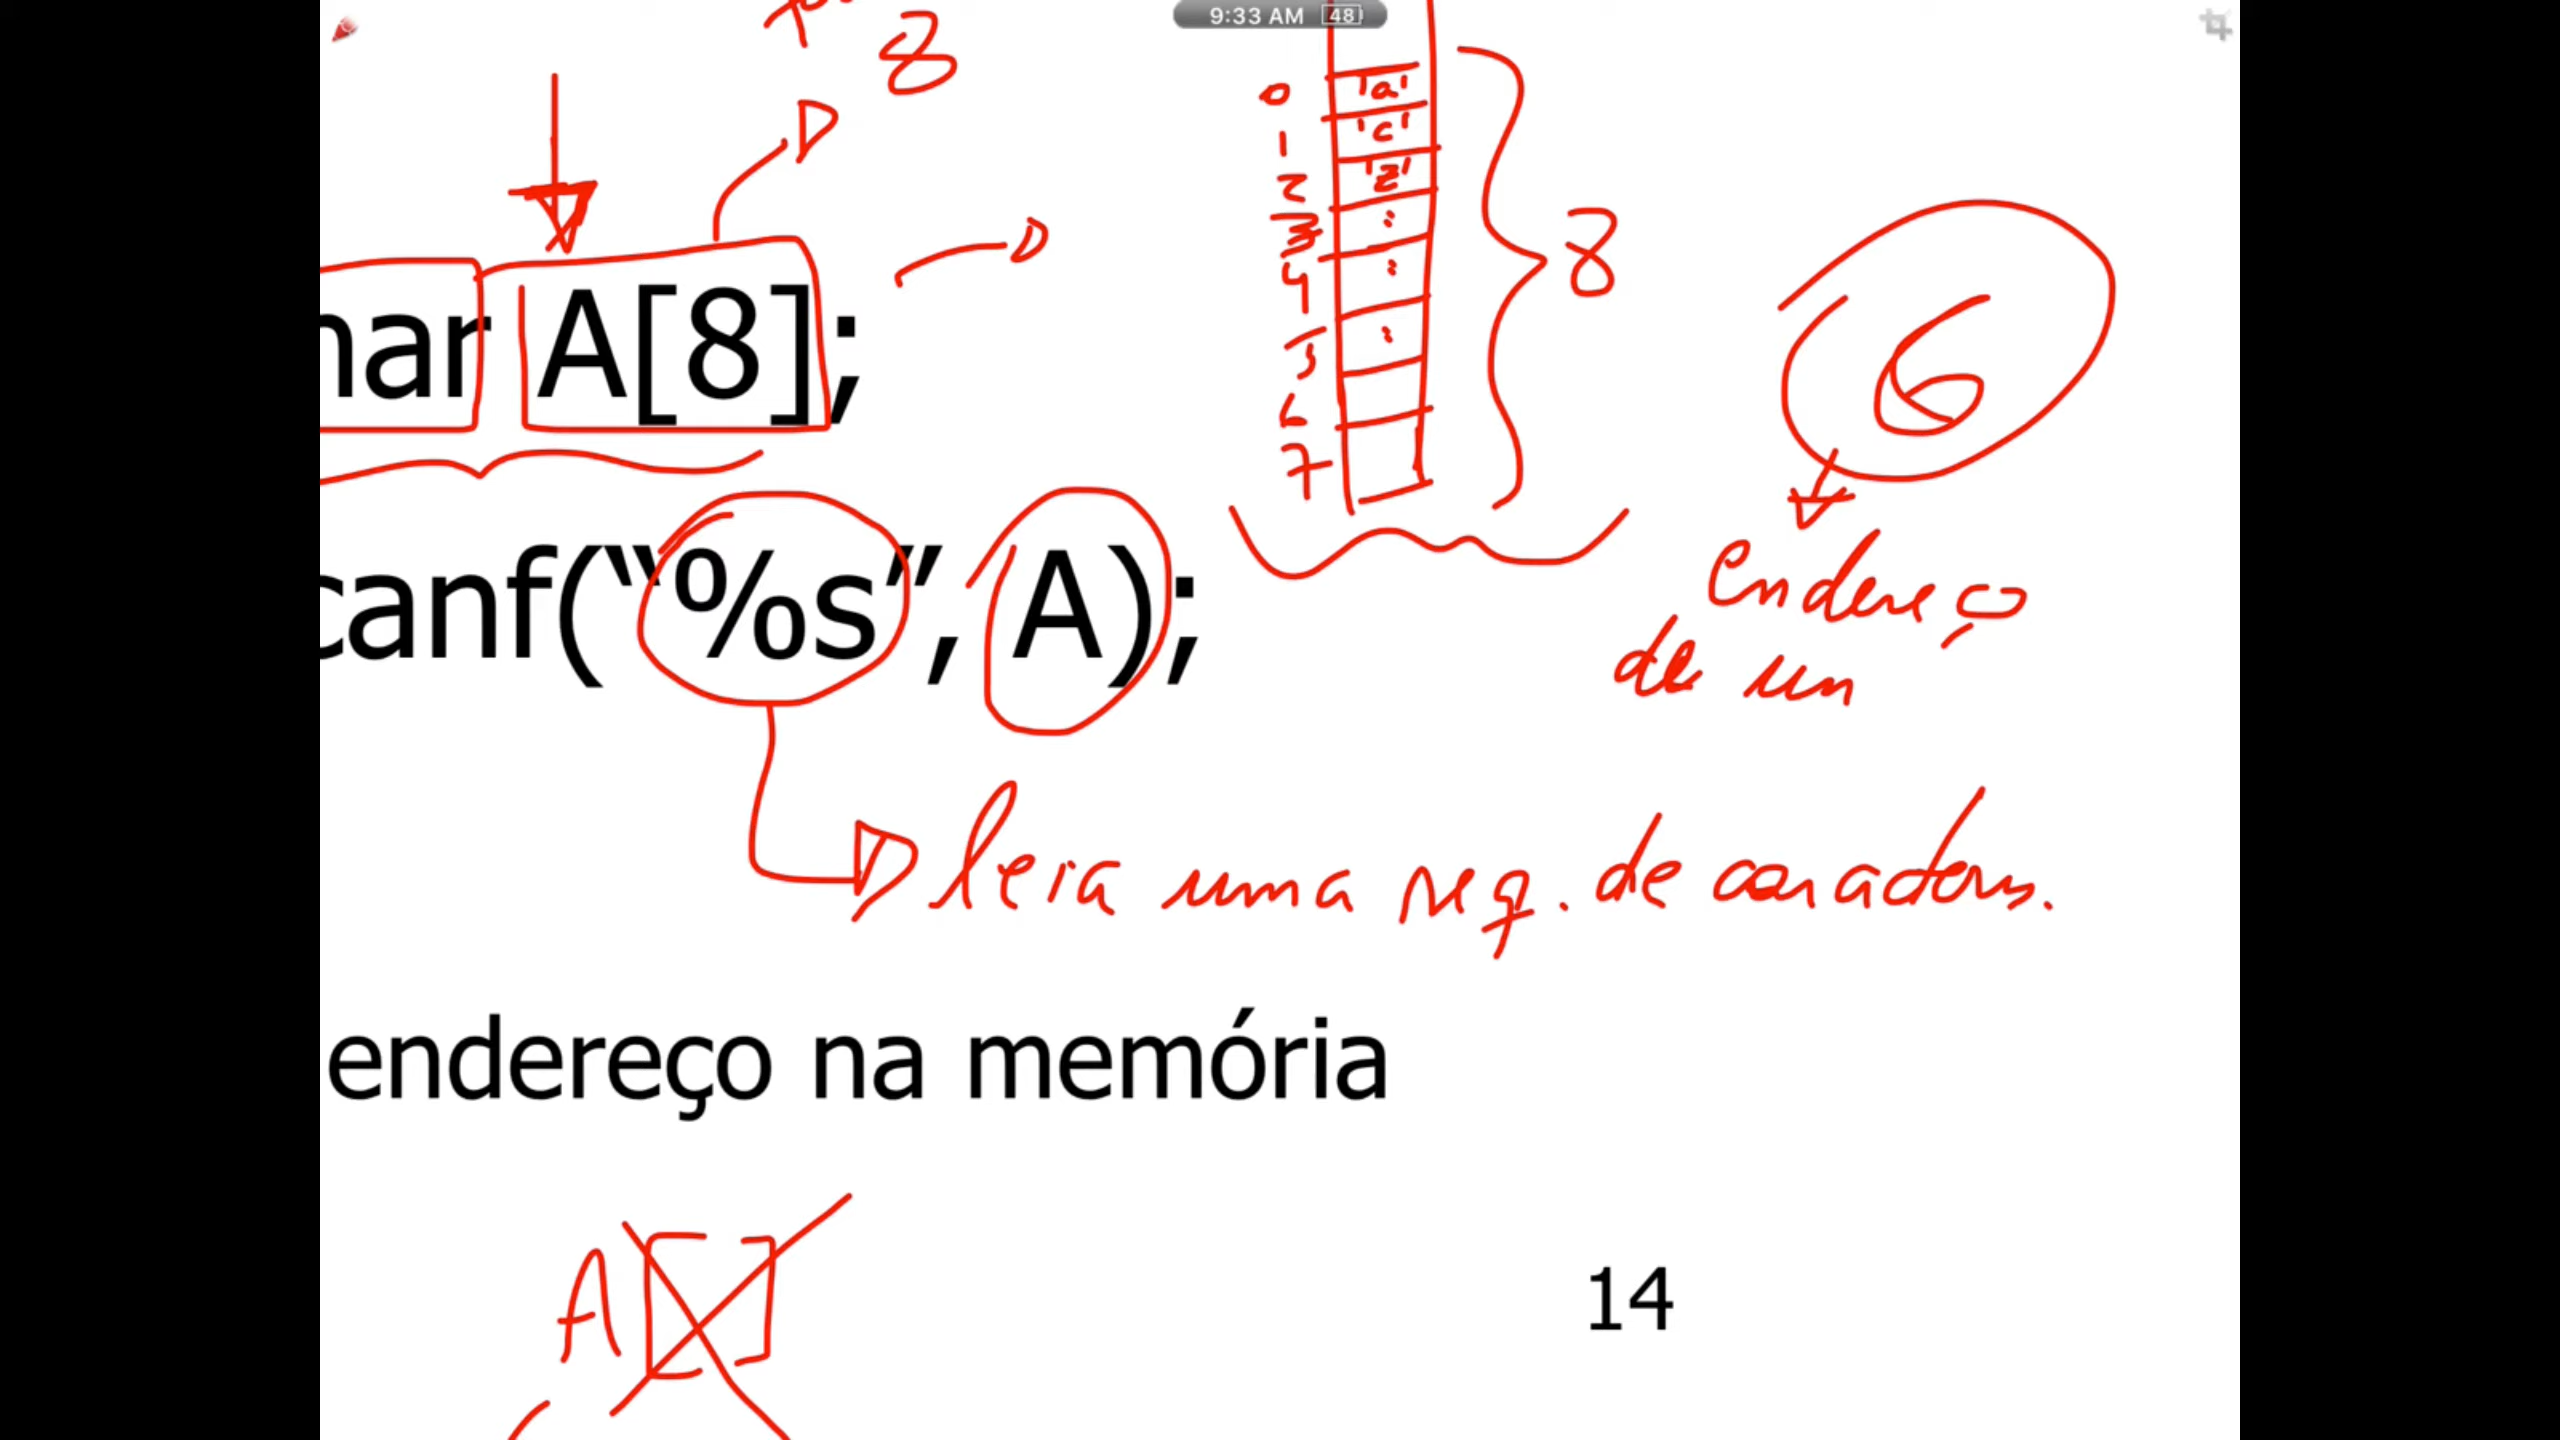 9:33 AM 48
8
0 'a'
1 'c'
2 'z'
3 :
4 :
5 :
6
7
8
6
har A[8];
canf(“%s”, A);
endereço
de um
leia uma seq. de caracteres.
endereço na memória
A[ ]
14